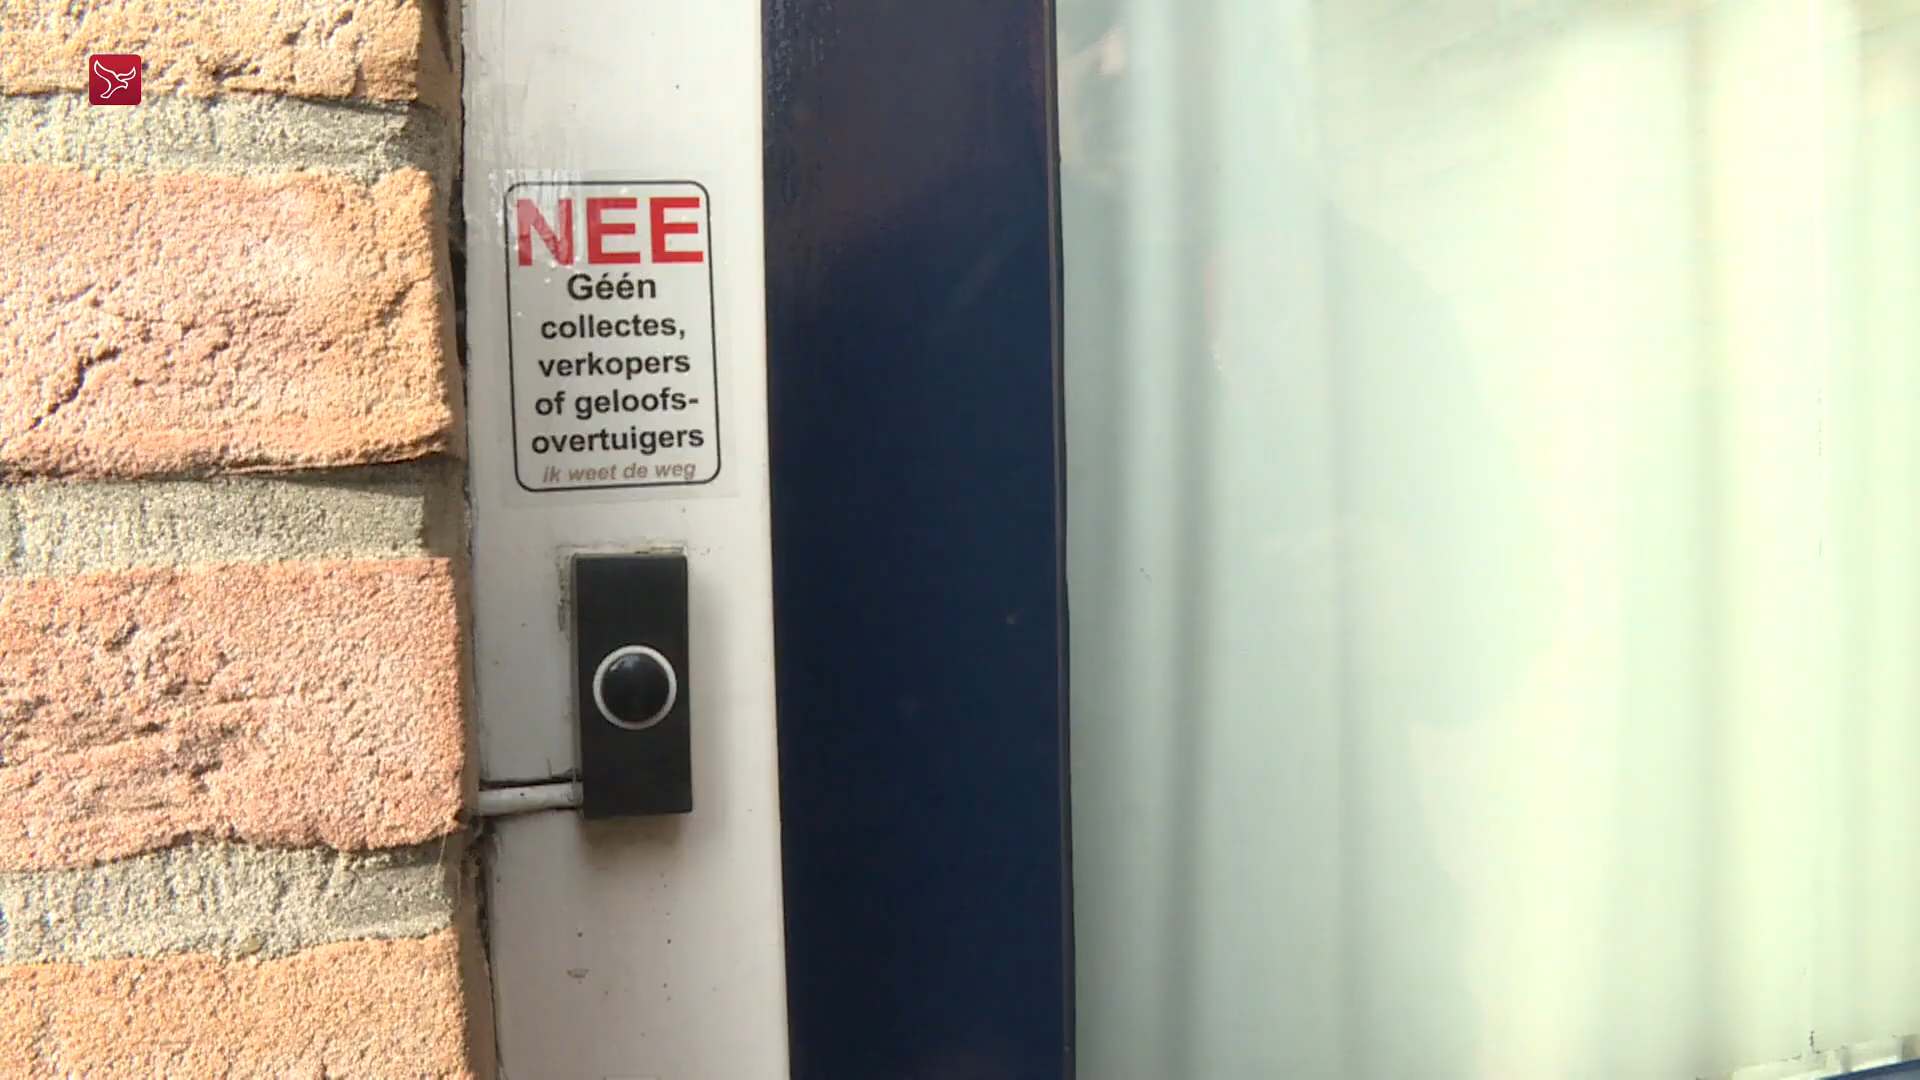 NEE
Géén
collectes,
verkopers
of geloofs-
overtuigers
ik weet de weg